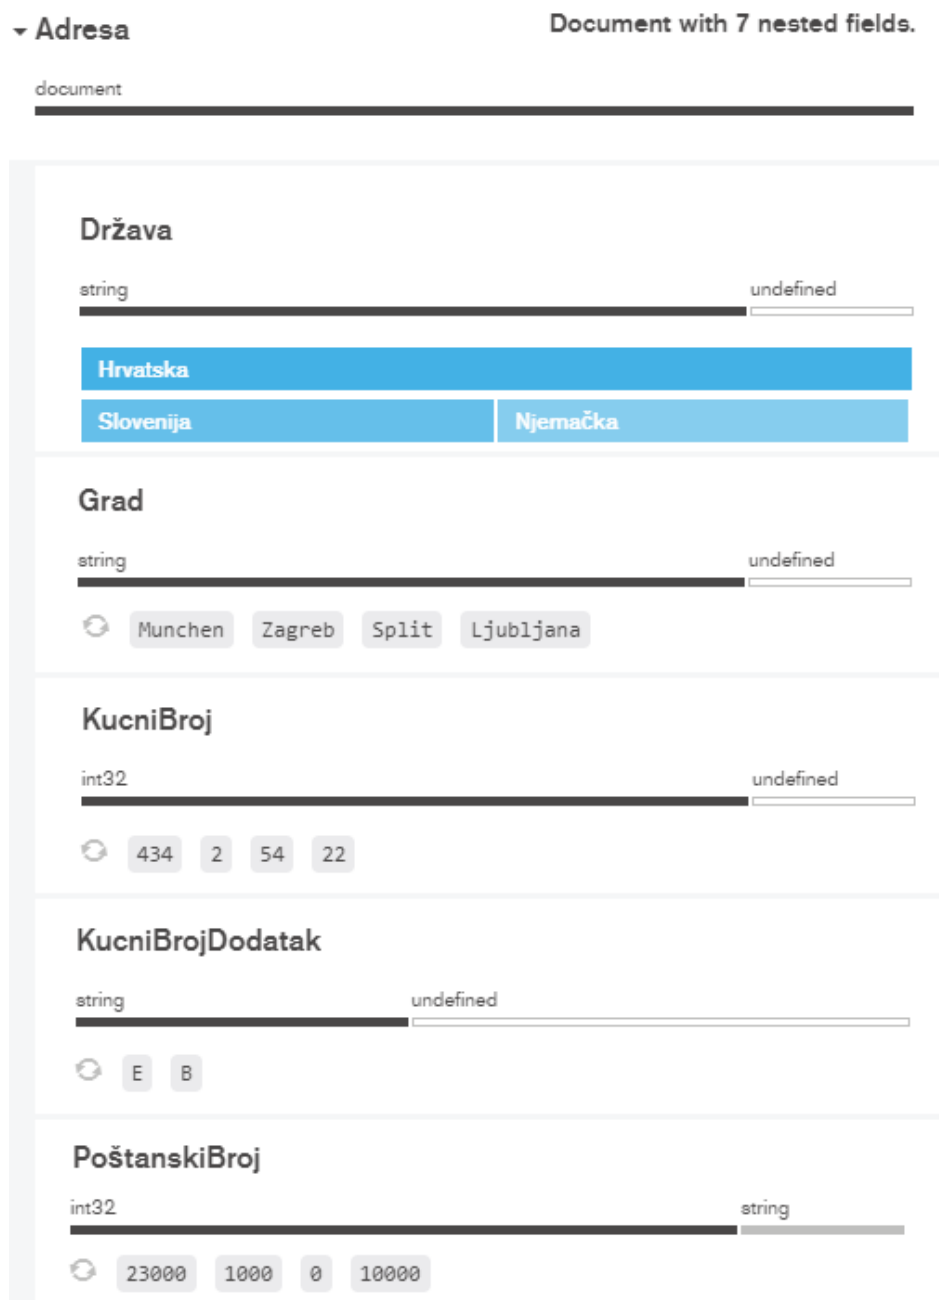 Adresa Document with 7 nested fields.
document
Država
string undefined
Hrvatska
Slovenija Njemačka
Grad
string undefined
Munchen Zagreb Split Ljubljana
KucniBroj
int32 undefined
434 2 54 22
KucniBrojDodatak
string undefined
E B
PoštanskiBroj
int32 string
23000 1000 0 10000